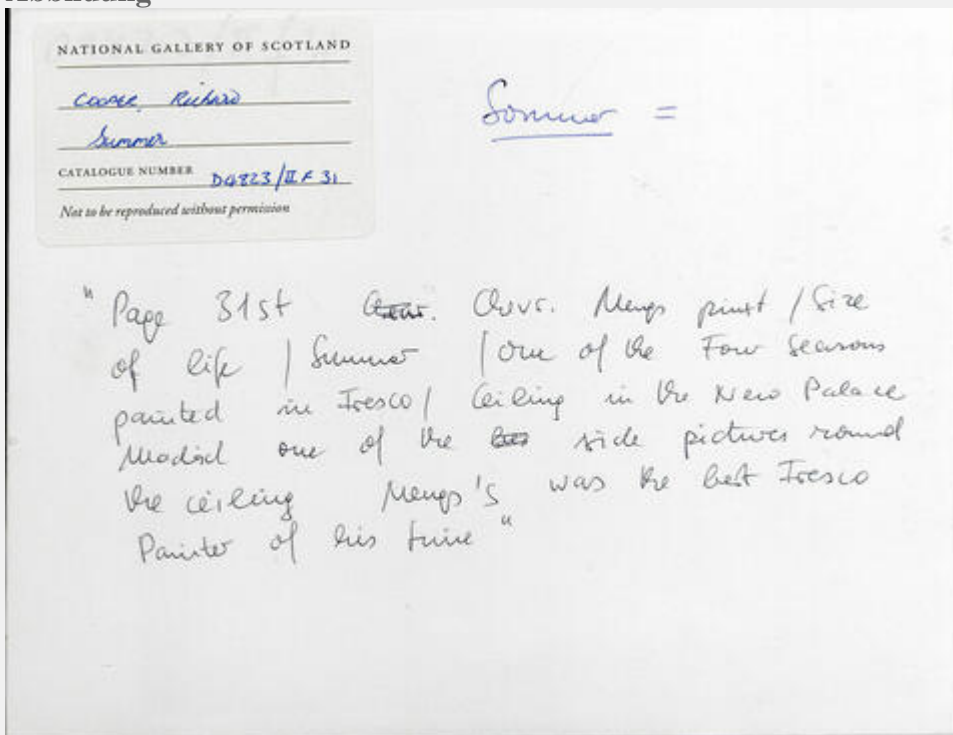 NATIONAL GALLERY OF SCOTLAND
COOPER, Richard
Summer
CATALOGUE NUMBER D4823/II F 31
Not to be reproduced without permission
Sommer =
"Page 31st Cavr. Mengs pinxt / Size
of life / Summer / one of the Four Seasons
painted in Fresco / Ceiling in the New Palace
Madrid one of the side pictures round
the ceiling Mengs's was the best Fresco
Painter of his time"